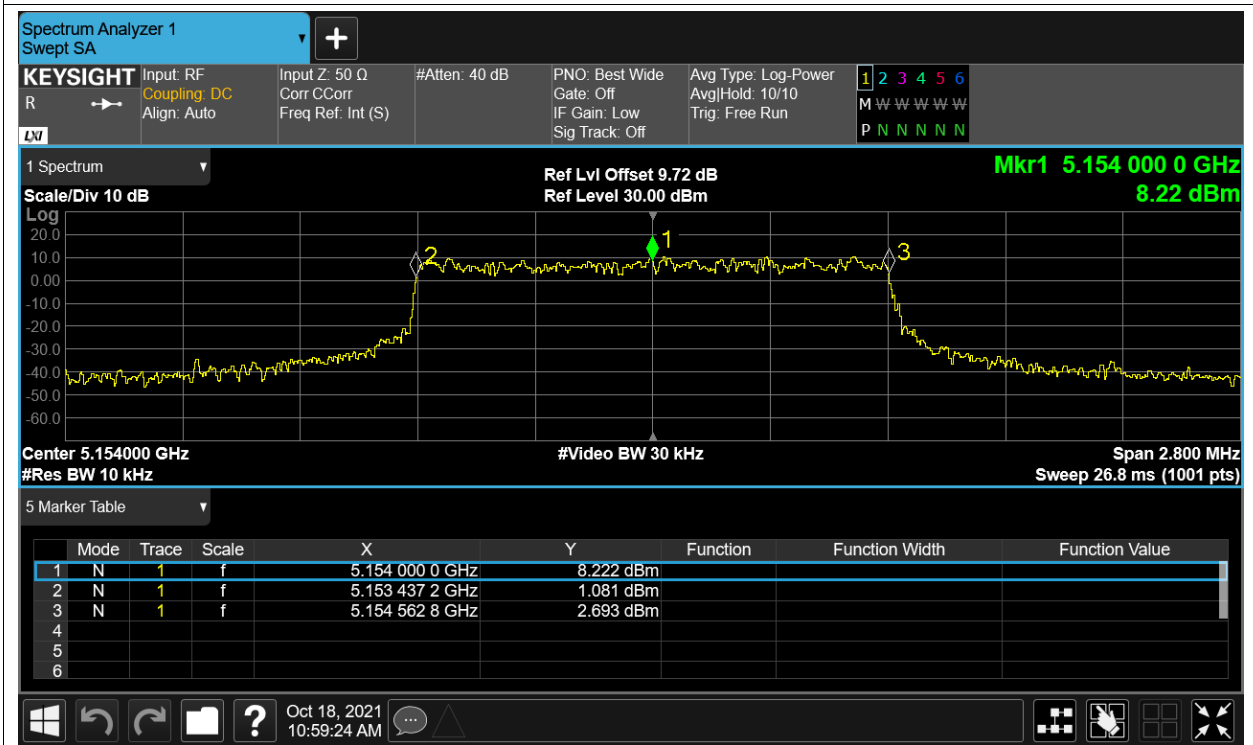 Spectrum Analyzer 1
Swept SA
+
KEYSIGHT Input: RF Input Z: 50 Ω #Atten: 40 dB PNO: Best Wide Avg Type: Log-Power 1 2 3 4 5 6
R Coupling: DC Corr CCorr Gate: Off Avg|Hold: 10/10 M W W W W W
Align: Auto Freq Ref: Int (S) IF Gain: Low Trig: Free Run
LXI Sig Track: Off P N N N N N
1 Spectrum Ref Lvl Offset 9.72 dB Mkr1 5.154 000 0 GHz
Scale/Div 10 dB Ref Level 30.00 dBm 8.22 dBm
Log
20.0
10.0
0.00
-10.0
-20.0
-30.0
-40.0
-50.0
-60.0
2 1 3
Center 5.154000 GHz #Video BW 30 kHz Span 2.800 MHz
#Res BW 10 kHz Sweep 26.8 ms (1001 pts)
5 Marker Table
Mode Trace Scale X Y Function Function Width Function Value
1 N 1 f 5.154 000 0 GHz 8.222 dBm
2 N 1 f 5.153 437 2 GHz 1.081 dBm
3 N 1 f 5.154 562 8 GHz 2.693 dBm
4
5
6
? Oct 18, 2021
10:59:24 AM